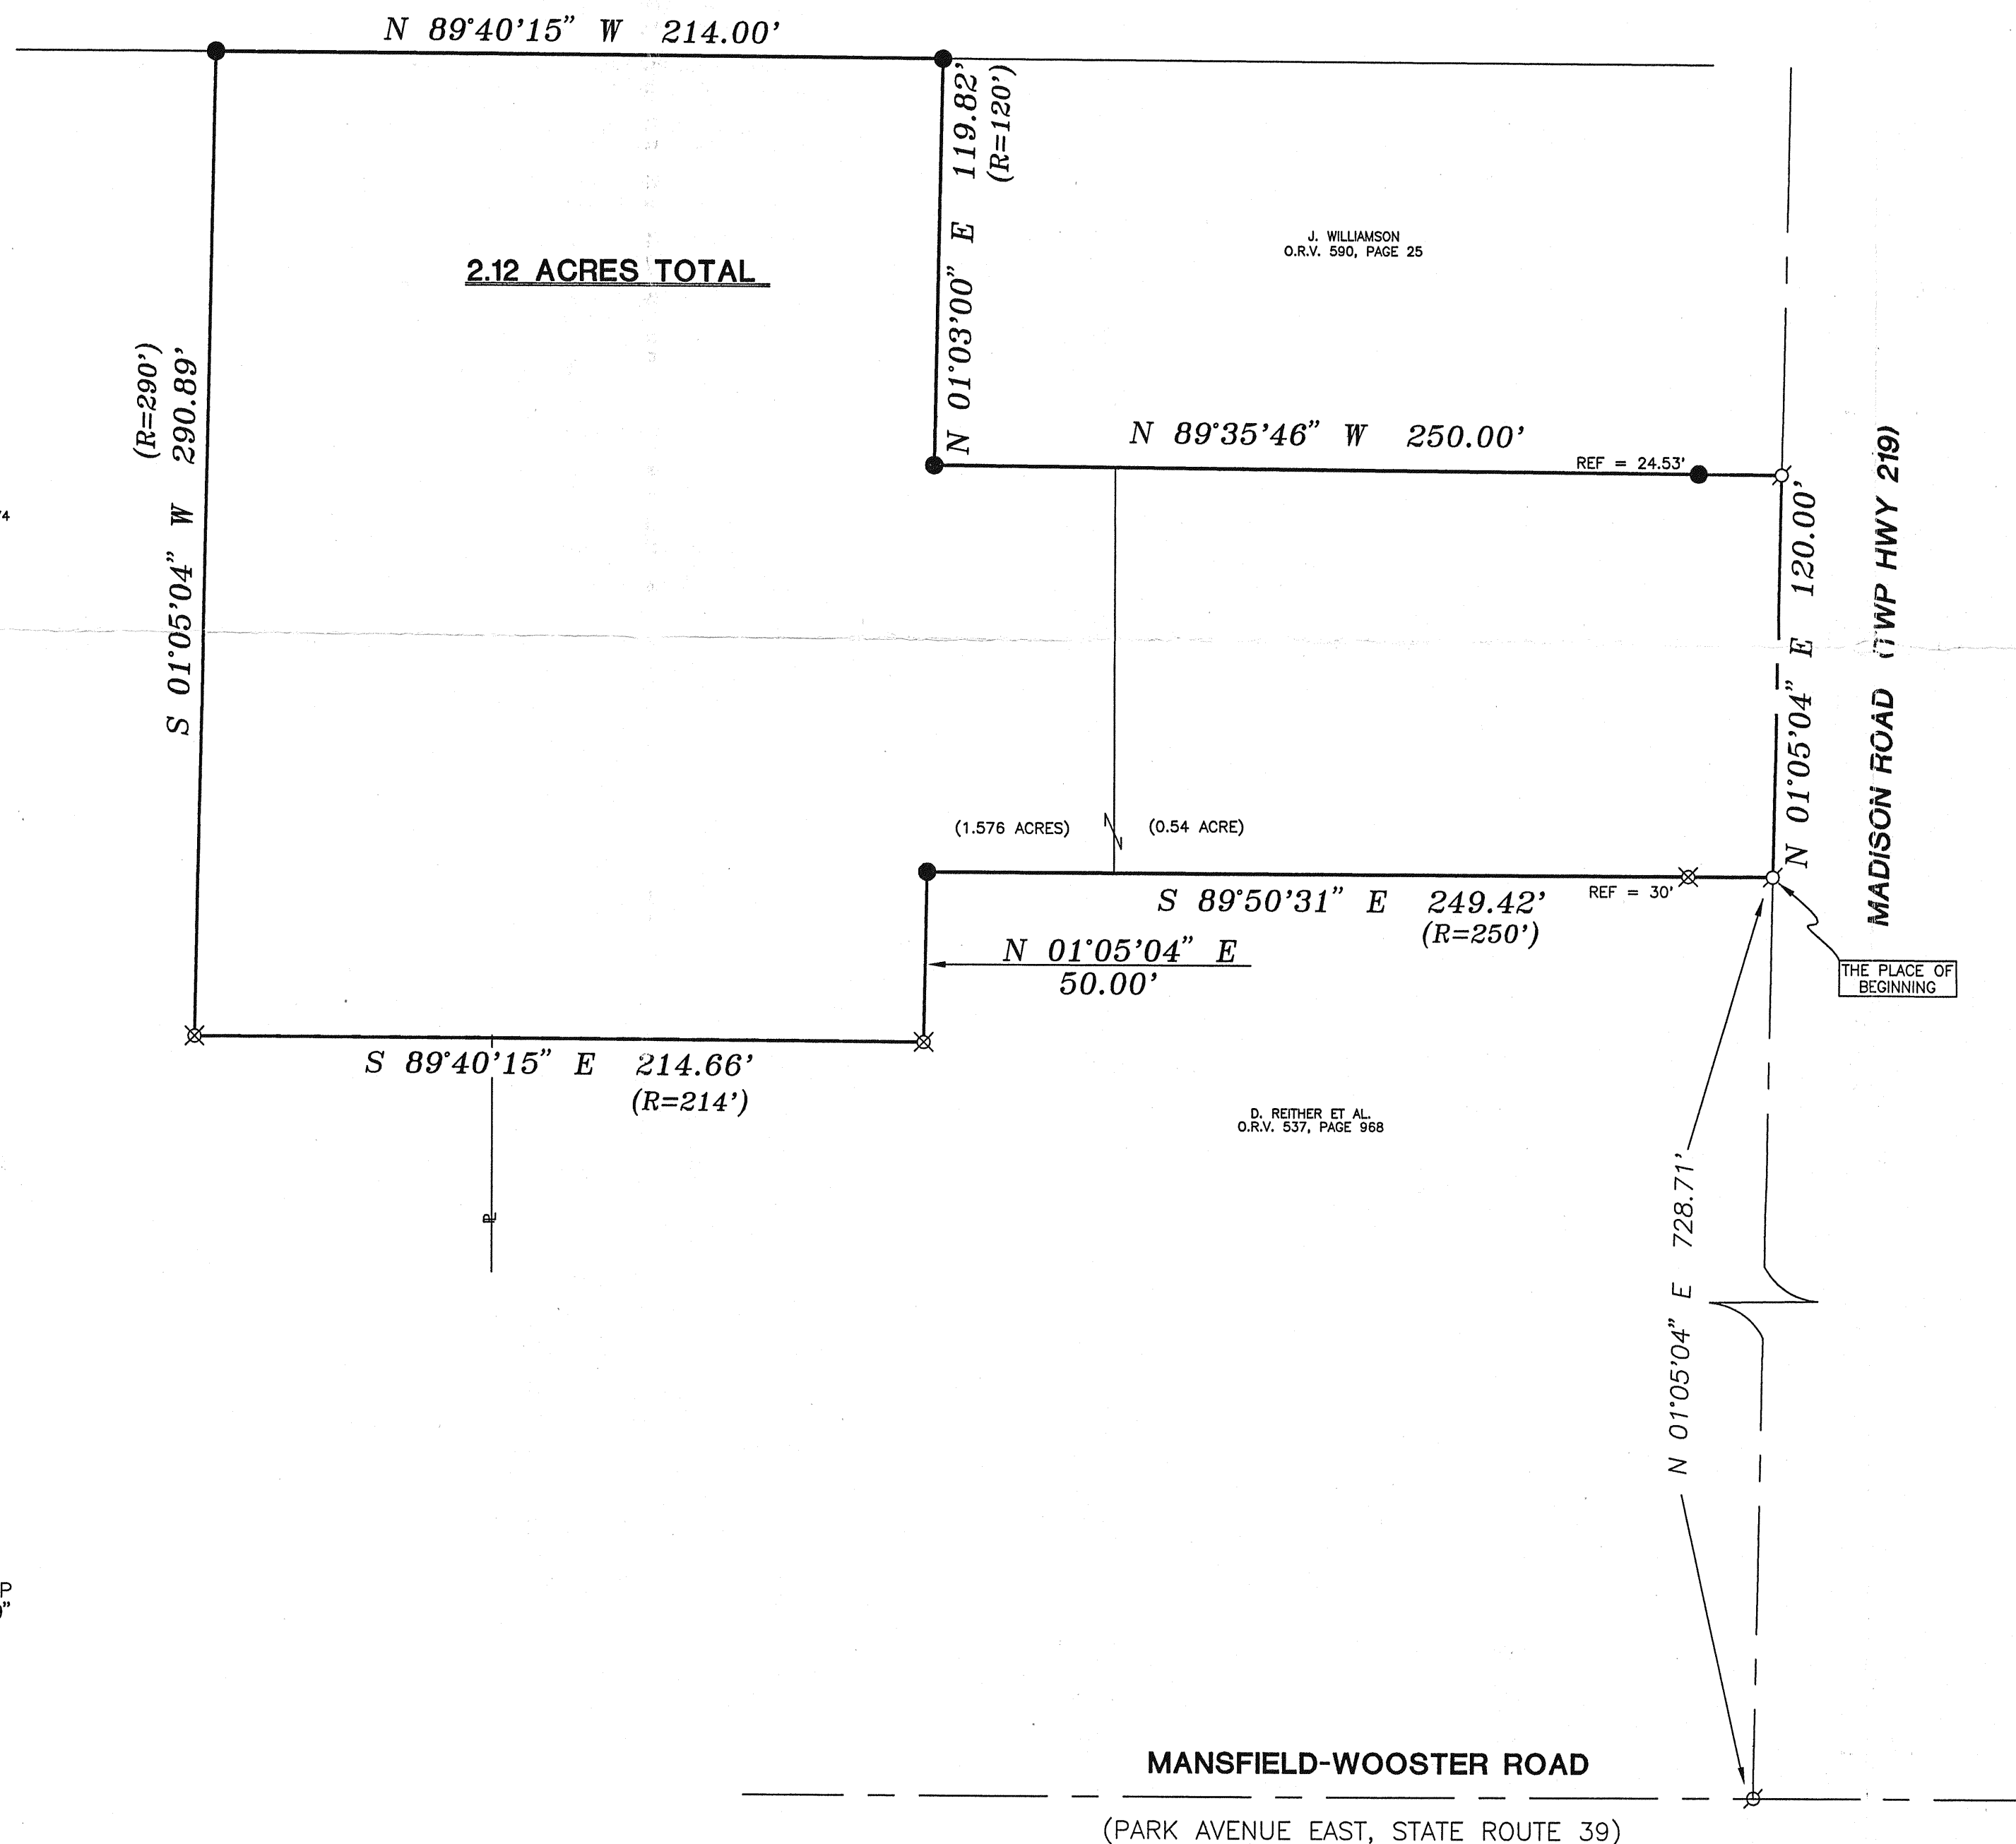 N 89°40'15" W 214.00'
N 01°03'00" E 119.82'
(R=120')
J. WILLIAMSON
O.R.V. 590, PAGE 25
2.12 ACRES TOTAL
(R=290')
S 01°05'04" W 290.89'
N 89°35'46" W 250.00'
REF = 24.53'
N 01°05'04" E 120.00'
MADISON ROAD (TWP HWY 219)
(1.576 ACRES) (0.54 ACRE)
S 89°50'31" E 249.42'
REF = 30'
(R=250')
N 01°05'04" E
50.00'
THE PLACE OF
BEGINNING
S 89°40'15" E 214.66'
(R=214')
D. REITHER ET AL.
O.R.V. 537, PAGE 968
PL
N 01°05'04" E 728.71'
P
MANSFIELD-WOOSTER ROAD
(PARK AVENUE EAST, STATE ROUTE 39)